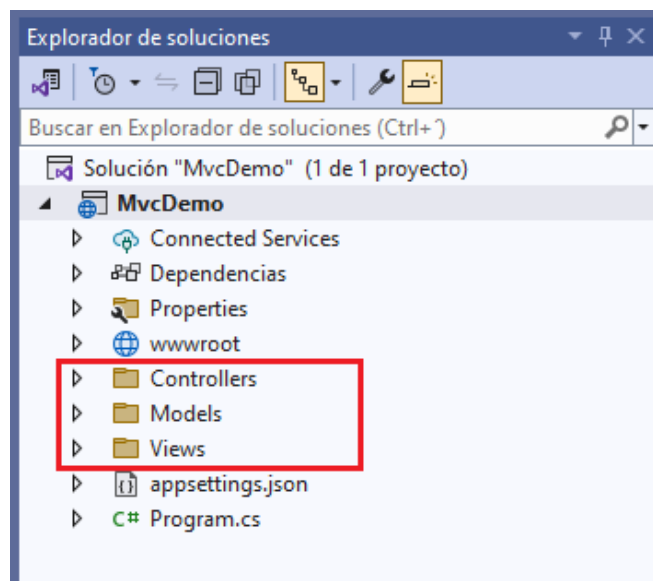 Explorador de soluciones
Buscar en Explorador de soluciones (Ctrl+´)
Solución "MvcDemo" (1 de 1 proyecto)
MvcDemo
Connected Services
Dependencias
Properties
wwwroot
Controllers
Models
Views
appsettings.json
C# Program.cs